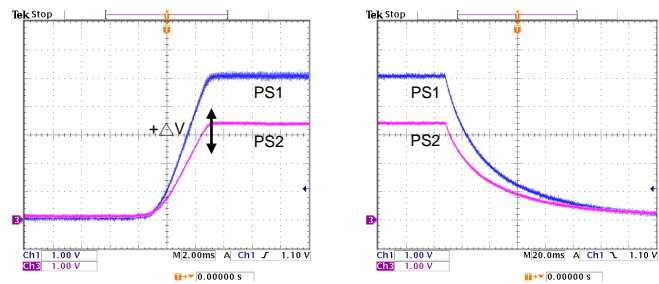 Tek Stop
T
T
PS1
+△V
PS2
3
Ch1 1.00 V M 2.00ms A Ch1 ƒ 1.10 V
Ch3 1.00 V
T→▾ 0.00000 s
Tek Stop
T
T
PS1
PS2
3
Ch1 1.00 V M 20.0ms A Ch1 ʅ 1.10 V
Ch3 1.00 V
T→▾ 0.00000 s